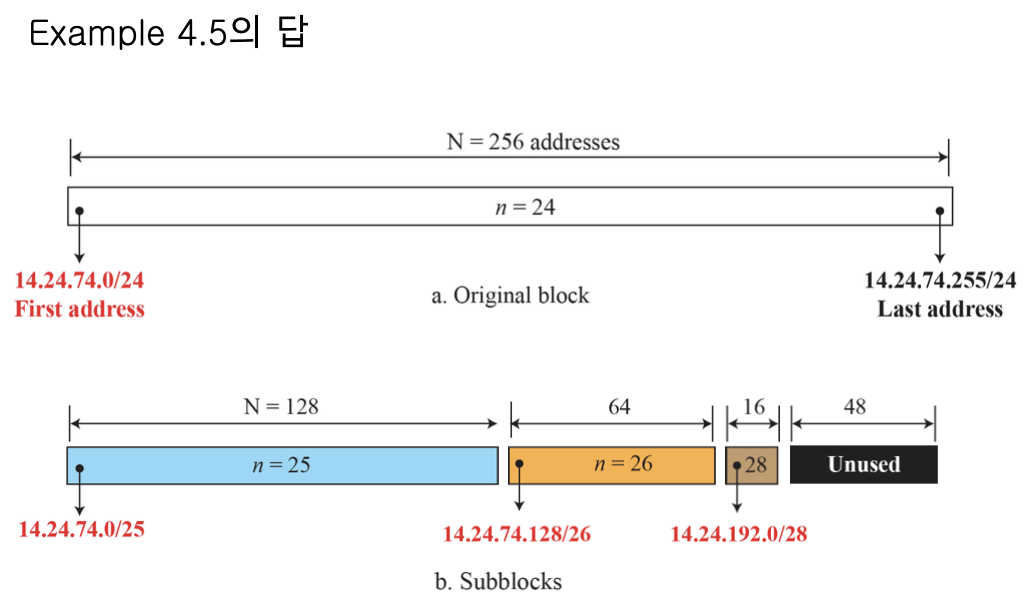 Example 4.5의 답
N = 256 addresses
n = 24
14.24.74.0/24
First address
a. Original block
14.24.74.255/24
Last address
N = 128
64
16
48
n = 25
n = 26
28
Unused
14.24.74.0/25
14.24.74.128/26
14.24.192.0/28
b. Subblocks